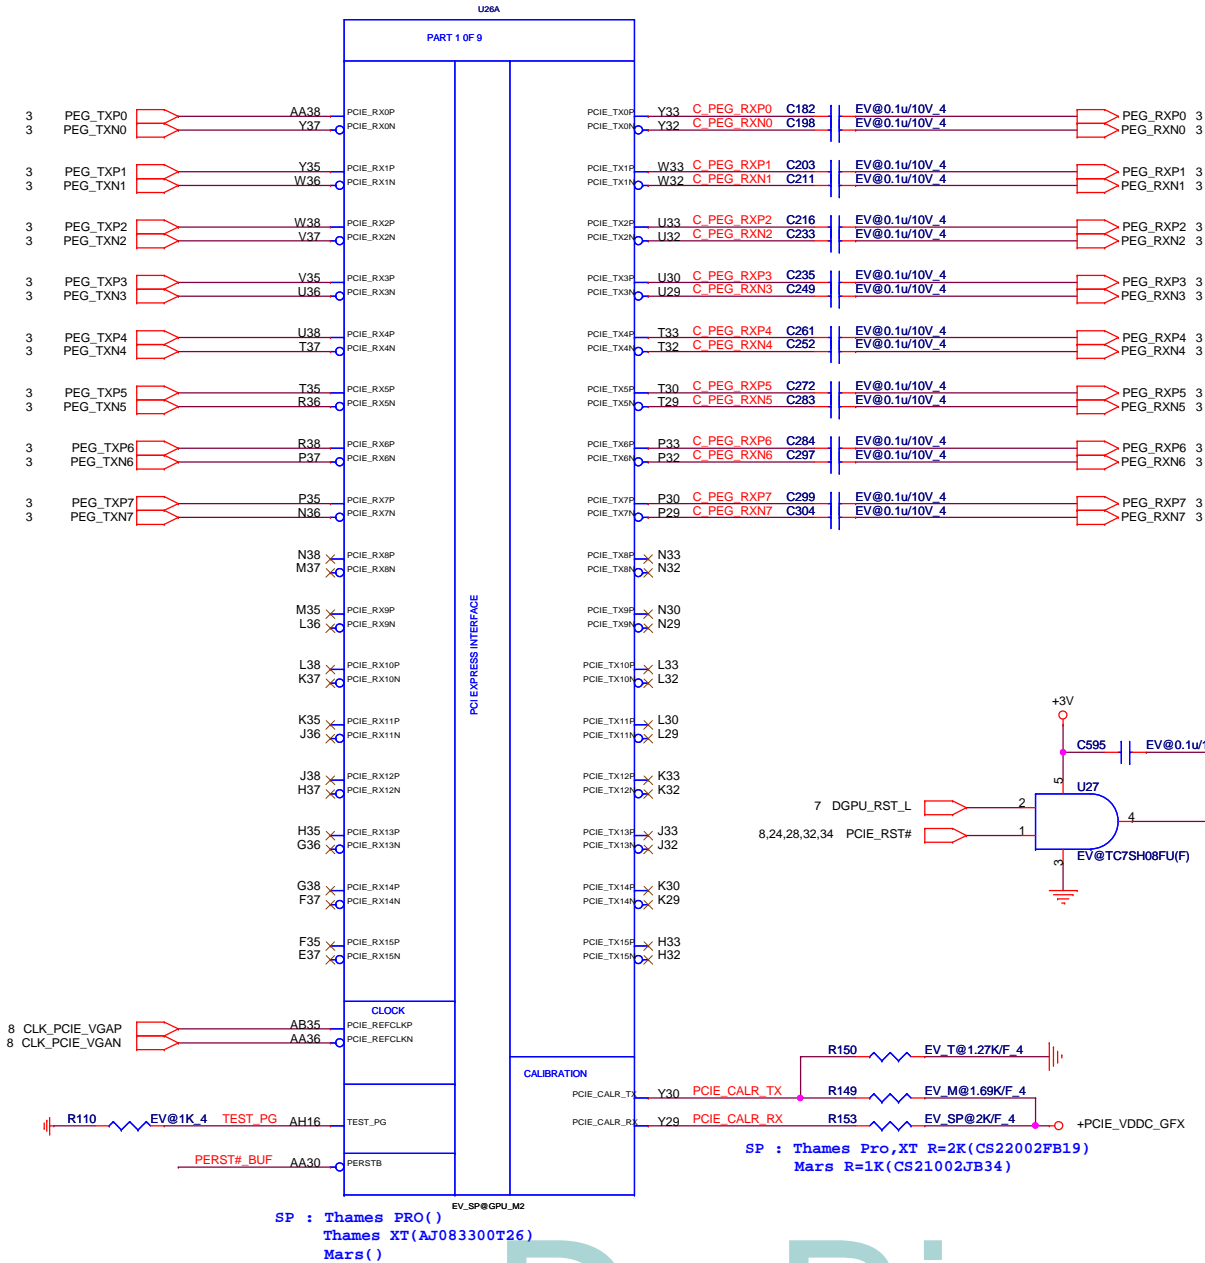 U26A
PART 1 0F 9
3 PEG_TXP0 AA38 PCIE_RX0P PCIE_TX0P Y33 C_PEG_RXP0 C182 EV@0.1u/10V_4 PEG_RXP0 3
3 PEG_TXN0 Y37 PCIE_RX0N PCIE_TX0N Y32 C_PEG_RXN0 C198 EV@0.1u/10V_4 PEG_RXN0 3
3 PEG_TXP1 Y35 PCIE_RX1P PCIE_TX1P W33 C_PEG_RXP1 C203 EV@0.1u/10V_4 PEG_RXP1 3
3 PEG_TXN1 W36 PCIE_RX1N PCIE_TX1N W32 C_PEG_RXN1 C211 EV@0.1u/10V_4 PEG_RXN1 3
3 PEG_TXP2 W38 PCIE_RX2P PCIE_TX2P U33 C_PEG_RXP2 C216 EV@0.1u/10V_4 PEG_RXP2 3
3 PEG_TXN2 V37 PCIE_RX2N PCIE_TX2N U32 C_PEG_RXN2 C233 EV@0.1u/10V_4 PEG_RXN2 3
3 PEG_TXP3 V35 PCIE_RX3P PCIE_TX3P U30 C_PEG_RXP3 C235 EV@0.1u/10V_4 PEG_RXP3 3
3 PEG_TXN3 U36 PCIE_RX3N PCIE_TX3N U29 C_PEG_RXN3 C249 EV@0.1u/10V_4 PEG_RXN3 3
3 PEG_TXP4 U38 PCIE_RX4P PCIE_TX4P T33 C_PEG_RXP4 C261 EV@0.1u/10V_4 PEG_RXP4 3
3 PEG_TXN4 T37 PCIE_RX4N PCIE_TX4N T32 C_PEG_RXN4 C252 EV@0.1u/10V_4 PEG_RXN4 3
3 PEG_TXP5 T35 PCIE_RX5P PCIE_TX5P T30 C_PEG_RXP5 C272 EV@0.1u/10V_4 PEG_RXP5 3
3 PEG_TXN5 R36 PCIE_RX5N PCIE_TX5N T29 C_PEG_RXN5 C283 EV@0.1u/10V_4 PEG_RXN5 3
3 PEG_TXP6 R38 PCIE_RX6P PCIE_TX6P P33 C_PEG_RXP6 C284 EV@0.1u/10V_4 PEG_RXP6 3
3 PEG_TXN6 P37 PCIE_RX6N PCIE_TX6N P32 C_PEG_RXN6 C297 EV@0.1u/10V_4 PEG_RXN6 3
3 PEG_TXP7 P35 PCIE_RX7P PCIE_TX7P P30 C_PEG_RXP7 C299 EV@0.1u/10V_4 PEG_RXP7 3
3 PEG_TXN7 N36 PCIE_RX7N PCIE_TX7N P29 C_PEG_RXN7 C304 EV@0.1u/10V_4 PEG_RXN7 3
N38 PCIE_RX8P PCIE_TX8P N33
M37 PCIE_RX8N PCIE_TX8N N32
M35 PCIE_RX9P PCIE_TX9P N30
L36 PCIE_RX9N PCIE_TX9N N29
PCI EXPRESS INTERFACE
L38 PCIE_RX10P PCIE_TX10P L33
K37 PCIE_RX10N PCIE_TX10N L32
K35 PCIE_RX11P PCIE_TX11P L30
J36 PCIE_RX11N PCIE_TX11N L29
J38 PCIE_RX12P PCIE_TX12P K33
H37 PCIE_RX12N PCIE_TX12N K32
H35 PCIE_RX13P PCIE_TX13P J33
G36 PCIE_RX13N PCIE_TX13N J32
G38 PCIE_RX14P PCIE_TX14P K30
F37 PCIE_RX14N PCIE_TX14N K29
F35 PCIE_RX15P PCIE_TX15P H33
E37 PCIE_RX15N PCIE_TX15N H32
+3V
C595 EV@0.1u/1
5 U27
7 DGPU_RST_L 2
4
8,24,28,32,34 PCIE_RST# 1
3 EV@TC7SH08FU(F)
CLOCK
8 CLK_PCIE_VGAP AB35 PCIE_REFCLKP
8 CLK_PCIE_VGAN AA36 PCIE_REFCLKN
CALIBRATION
R150 EV_T@1.27K/F_4
PCIE_CALR_TX Y30 PCIE_CALR_TX R149 EV_M@1.69K/F_4
R110 EV@1K_4 TEST_PG AH16 TEST_PG PCIE_CALR_RX Y29 PCIE_CALR_RX R153 EV_SP@2K/F_4 +PCIE_VDDC_GFX
PERST#_BUF AA30 PERSTB
SP : Thames Pro,XT R=2K(CS22002FB19)
Mars R=1K(CS21002JB34)
EV_SP@GPU_M2
SP : Thames PRO()
Thames XT(AJ083300T26)
Mars()